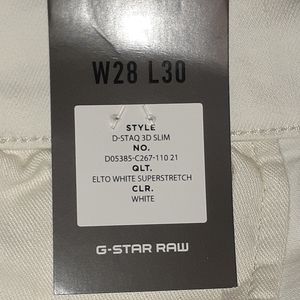 W28 L30
STYLE
D-STAQ 3D SLIM
NO.
D05385-C267-110 21
QLT.
ELTO WHITE SUPERSTRETCH
CLR.
WHITE
G-STAR RAW